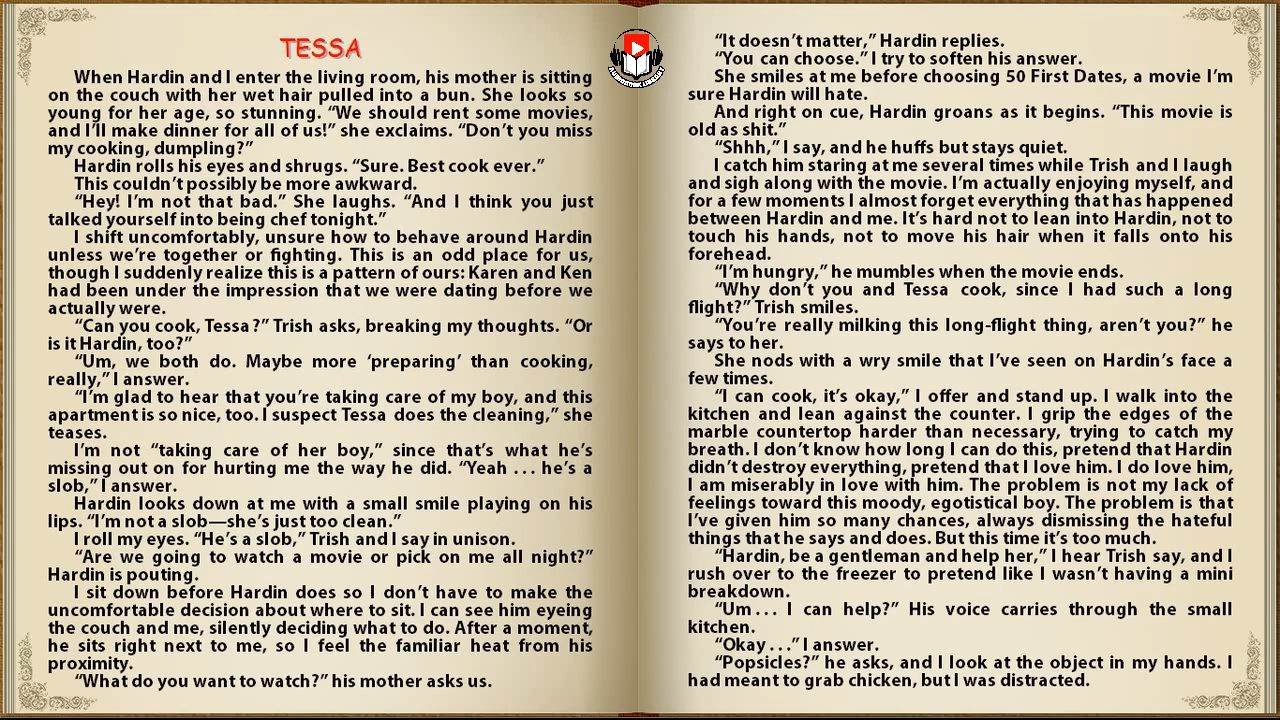 TESSA
When Hardin and I enter the living room, his mother is sitting
on the couch with her wet hair pulled into a bun. She looks so
young for her age, so stunning. “We should rent some movies,
and I’ll make dinner for all of us!” she exclaims. “Don’t you miss
my cooking, dumpling?”
Hardin rolls his eyes and shrugs. “Sure. Best cook ever.”
This couldn’t possibly be more awkward.
“Hey! I’m not that bad.” She laughs. “And I think you just
talked yourself into being chef tonight.”
I shift uncomfortably, unsure how to behave around Hardin
unless we’re together or fighting. This is an odd place for us,
though I suddenly realize this is a pattern of ours: Karen and Ken
had been under the impression that we were dating before we
actually were.
“Can you cook, Tessa?” Trish asks, breaking my thoughts. “Or
is it Hardin, too?”
“Um, we both do. Maybe more ‘preparing’ than cooking,
really,” I answer.
“I’m glad to hear that you’re taking care of my boy, and this
apartment is so nice, too. I suspect Tessa does the cleaning,” she
teases.
I’m not “taking care of her boy,” since that’s what he’s
missing out on for hurting me the way he did. “Yeah . . . he’s a
slob,” I answer.
Hardin looks down at me with a small smile playing on his
lips. “I’m not a slob—she’s just too clean.”
I roll my eyes. “He’s a slob,” Trish and I say in unison.
“Are we going to watch a movie or pick on me all night?”
Hardin is pouting.
I sit down before Hardin does so I don’t have to make the
uncomfortable decision about where to sit. I can see him eyeing
the couch and me, silently deciding what to do. After a moment,
he sits right next to me, so I feel the familiar heat from his
proximity.
“What do you want to watch?” his mother asks us.
“It doesn’t matter,” Hardin replies.
“You can choose.” I try to soften his answer.
She smiles at me before choosing 50 First Dates, a movie I’m
sure Hardin will hate.
And right on cue, Hardin groans as it begins. “This movie is
old as shit.”
“Shhh,” I say, and he huffs but stays quiet.
I catch him staring at me several times while Trish and I laugh
and sigh along with the movie. I’m actually enjoying myself, and
for a few moments I almost forget everything that has happened
between Hardin and me. It’s hard not to lean into Hardin, not to
touch his hands, not to move his hair when it falls onto his
forehead.
“I’m hungry,” he mumbles when the movie ends.
“Why don’t you and Tessa cook, since I had such a long
flight?” Trish smiles.
“You’re really milking this long-flight thing, aren’t you?” he
says to her.
She nods with a wry smile that I’ve seen on Hardin’s face a
few times.
“I can cook, it’s okay,” I offer and stand up. I walk into the
kitchen and lean against the counter. I grip the edges of the
marble countertop harder than necessary, trying to catch my
breath. I don’t know how long I can do this, pretend that Hardin
didn’t destroy everything, pretend that I love him. I do love him,
I am miserably in love with him. The problem is not my lack of
feelings toward this moody, egotistical boy. The problem is that
I’ve given him so many chances, always dismissing the hateful
things that he says and does. But this time it’s too much.
“Hardin, be a gentleman and help her,” I hear Trish say, and I
rush over to the freezer to pretend like I wasn’t having a mini
breakdown.
“Um . . . I can help?” His voice carries through the small
kitchen.
“Okay . . .” I answer.
“Popsicles?” he asks, and I look at the object in my hands. I
had meant to grab chicken, but I was distracted.